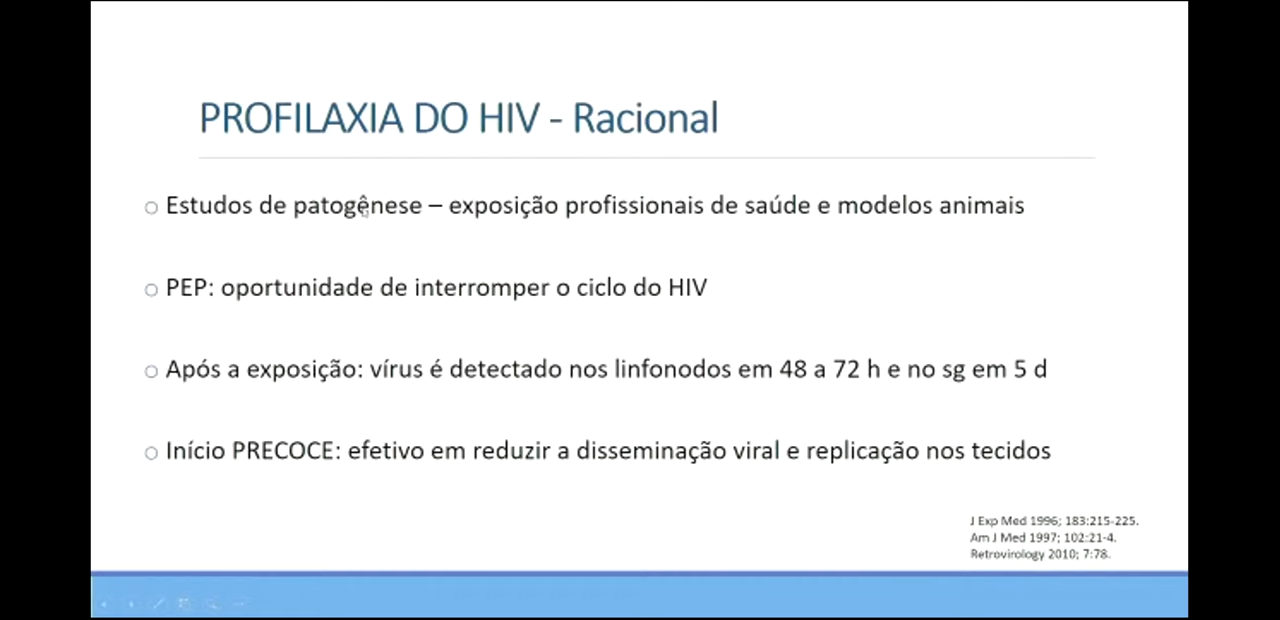 PROFILAXIA DO HIV - Racional
Estudos de patogênese – exposição profissionais de saúde e modelos animais
PEP: oportunidade de interromper o ciclo do HIV
Após a exposição: vírus é detectado nos linfonodos em 48 a 72 h e no sg em 5 d
Início PRECOCE: efetivo em reduzir a disseminação viral e replicação nos tecidos
J Exp Med 1996; 183:215-225.
Am J Med 1997; 102:21-4.
Retrovirology 2010; 7:78.